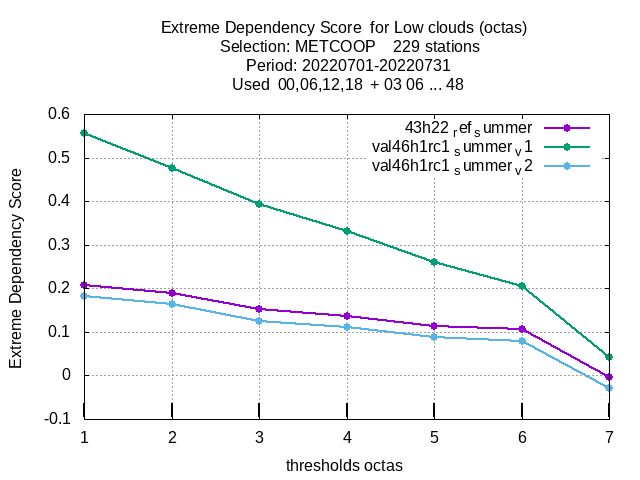 Extreme Dependency Score  for Low clouds (octas)
Selection: METCOOP    229 stations
Period: 20220701-20220731
Used  00,06,12,18  + 03 06 ... 48
43h22 ref summer
val46h1rc1 summer v1
val46h1rc1 summer v2
Extreme Dependency Score
0.6
0.5
0.4
0.3
0.2
0.1
0
-0.1
1 2 3 4 5 6 7
thresholds octas